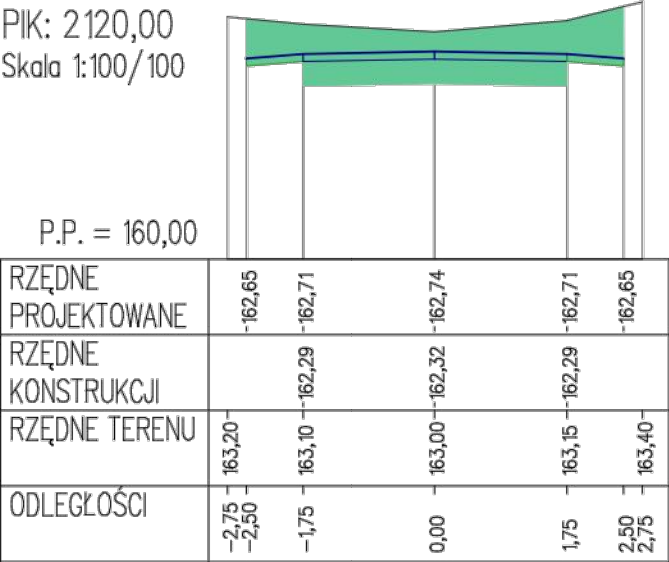 PIK: 2120,00
Skala 1:100/100
P.P. = 160,00
RZĘDNE
PROJEKTOWANE
-162,65 -162,71 -162,74 -162,71 -162,65
RZĘDNE
KONSTRUKCJI
-162,29 -162,32 -162,29
RZĘDNE TERENU
163,20 163,10 163,00 163,15 163,40
ODLEGŁOŚCI
-2,75 -2,50 -1,75 0,00 1,75 2,50 2,75